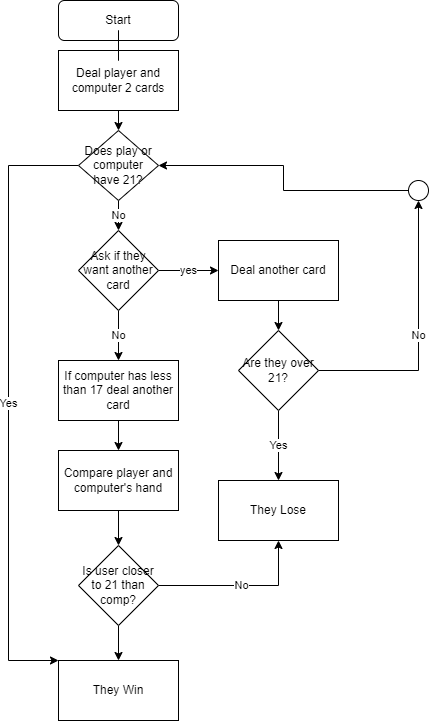 Start
Deal player and
computer 2 cards
Does play or
computer
have 21?
No
Ask if they
want another
card
yes
Deal another card
No
If computer has less
than 17 deal another
card
Are they over
21?
No
Yes
Yes
Compare player and
computer's hand
They Lose
Is user closer
to 21 than
comp?
No
They Win